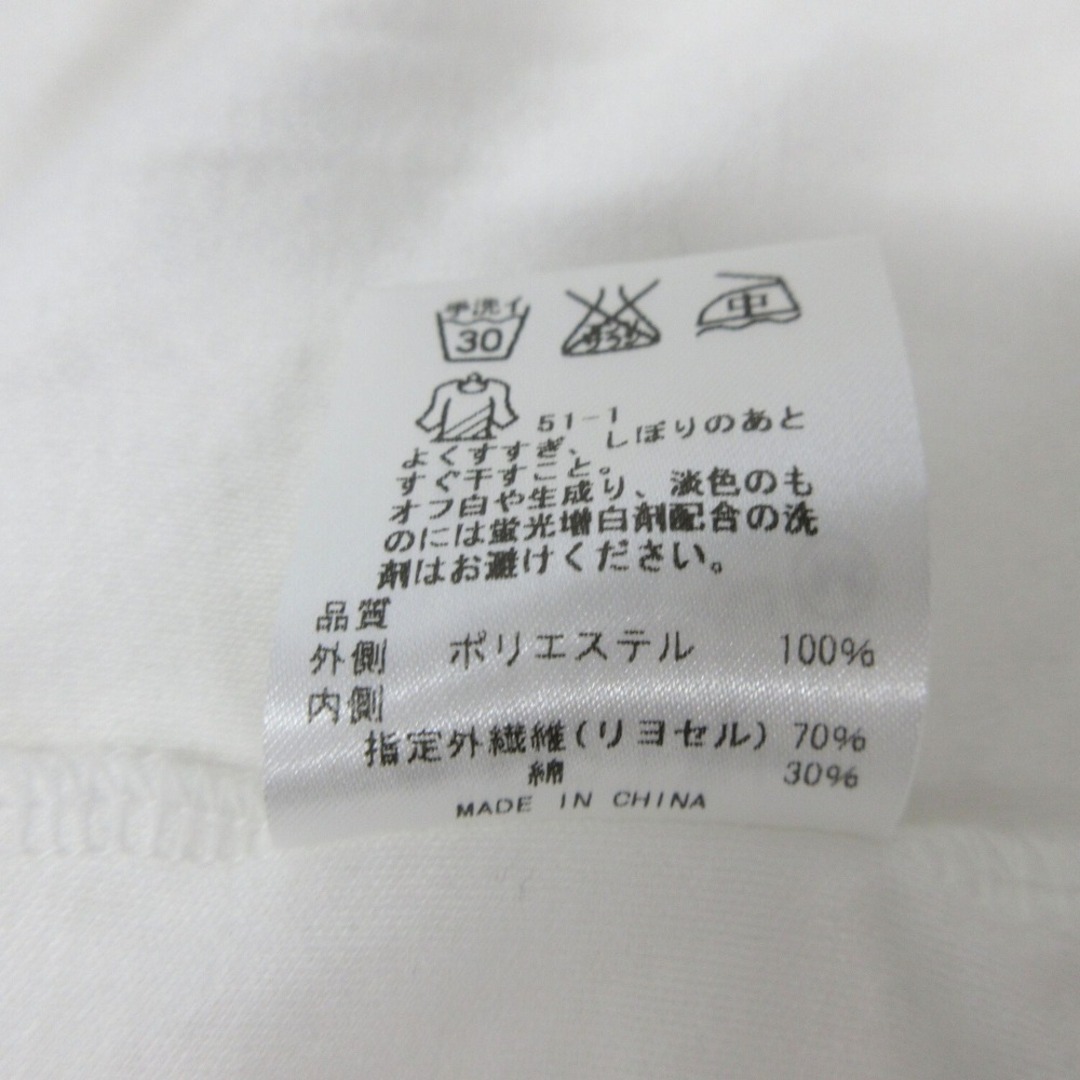 手洗イ
30
中
51-1
よくすすぎ、しぼりのあと
すぐ干すこと。
オフ白や生成り、淡色のも
のには蛍光増白剤配合の洗
剤はお避けください。
品質
外側 ポリエステル 100%
内側
指定外繊維(リヨセル) 70%
綿 30%
MADE IN CHINA